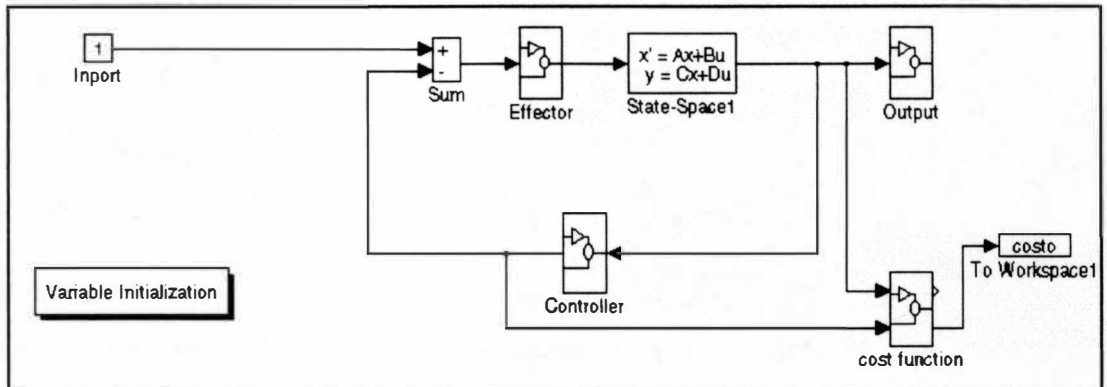 1
Inport
+
-
Sum
Effector
x' = Ax+Bu
y = Cx+Du
State-Space1
Output
Controller
Variable Initialization
costo
To Workspace1
cost function